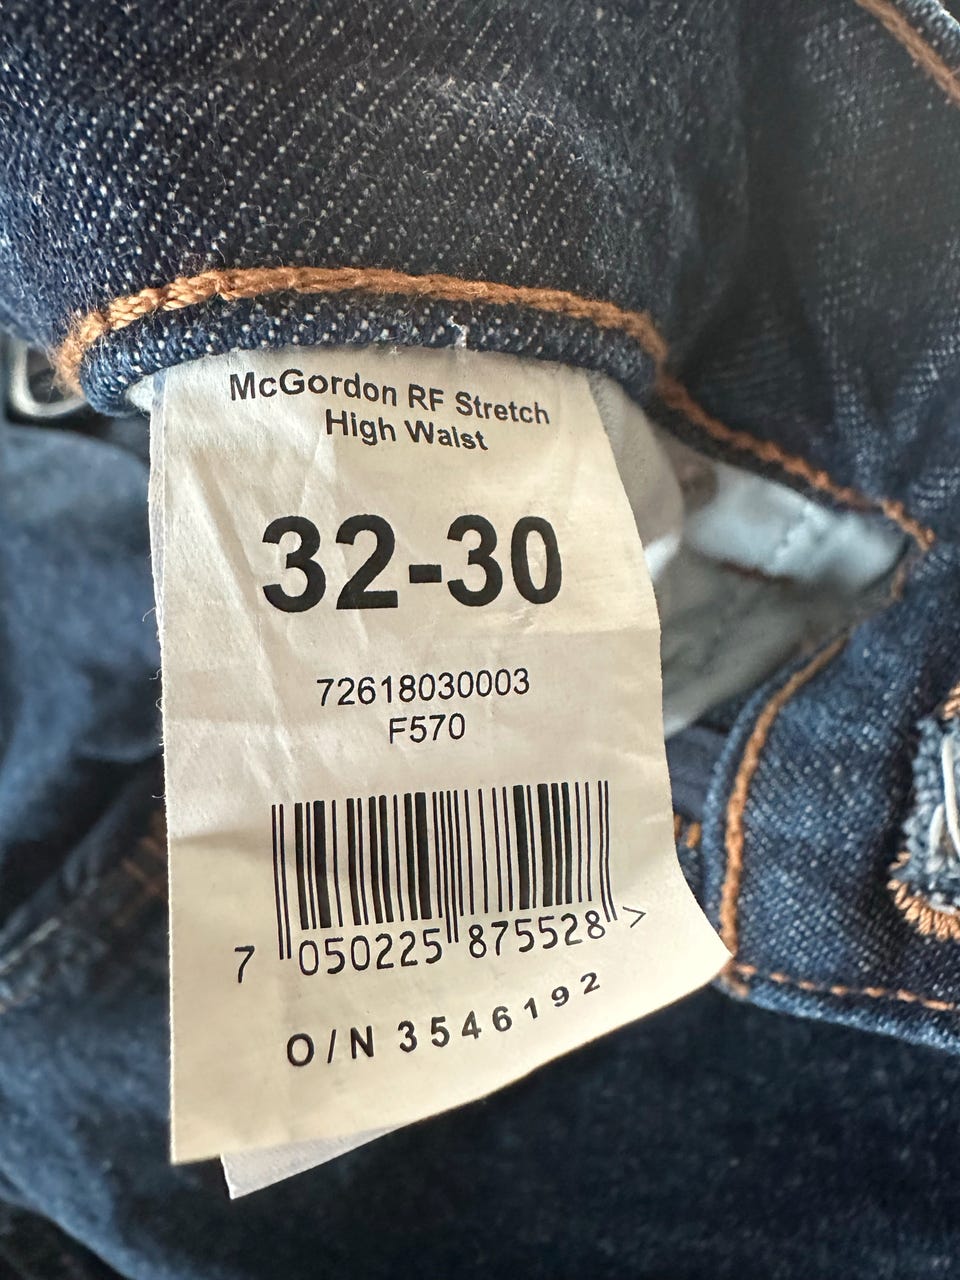 McGordon RF Stretch
High Waist
32-30
72618030003
F570
7 050225 875528 >
O/N 3546192